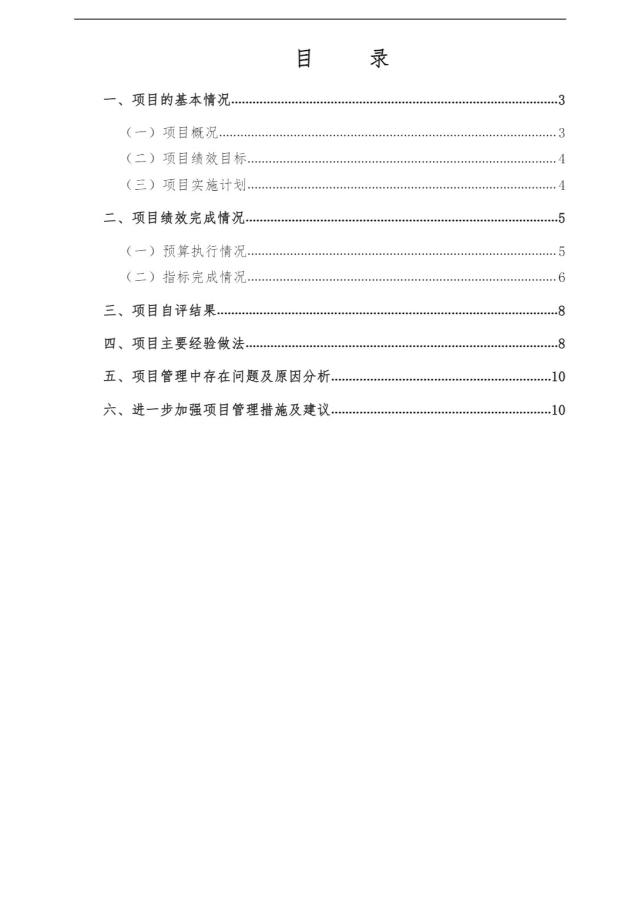 目 录
一、项目的基本情况........................................3
（一）项目概况........................................3
（二）项目绩效目标........................................4
（三）项目实施计划........................................4
二、项目绩效完成情况........................................5
（一）预算执行情况........................................5
（二）指标完成情况........................................6
三、项目自评结果........................................8
四、项目主要经验做法........................................8
五、项目管理中存在问题及原因分析........................................10
六、进一步加强项目管理措施及建议........................................10